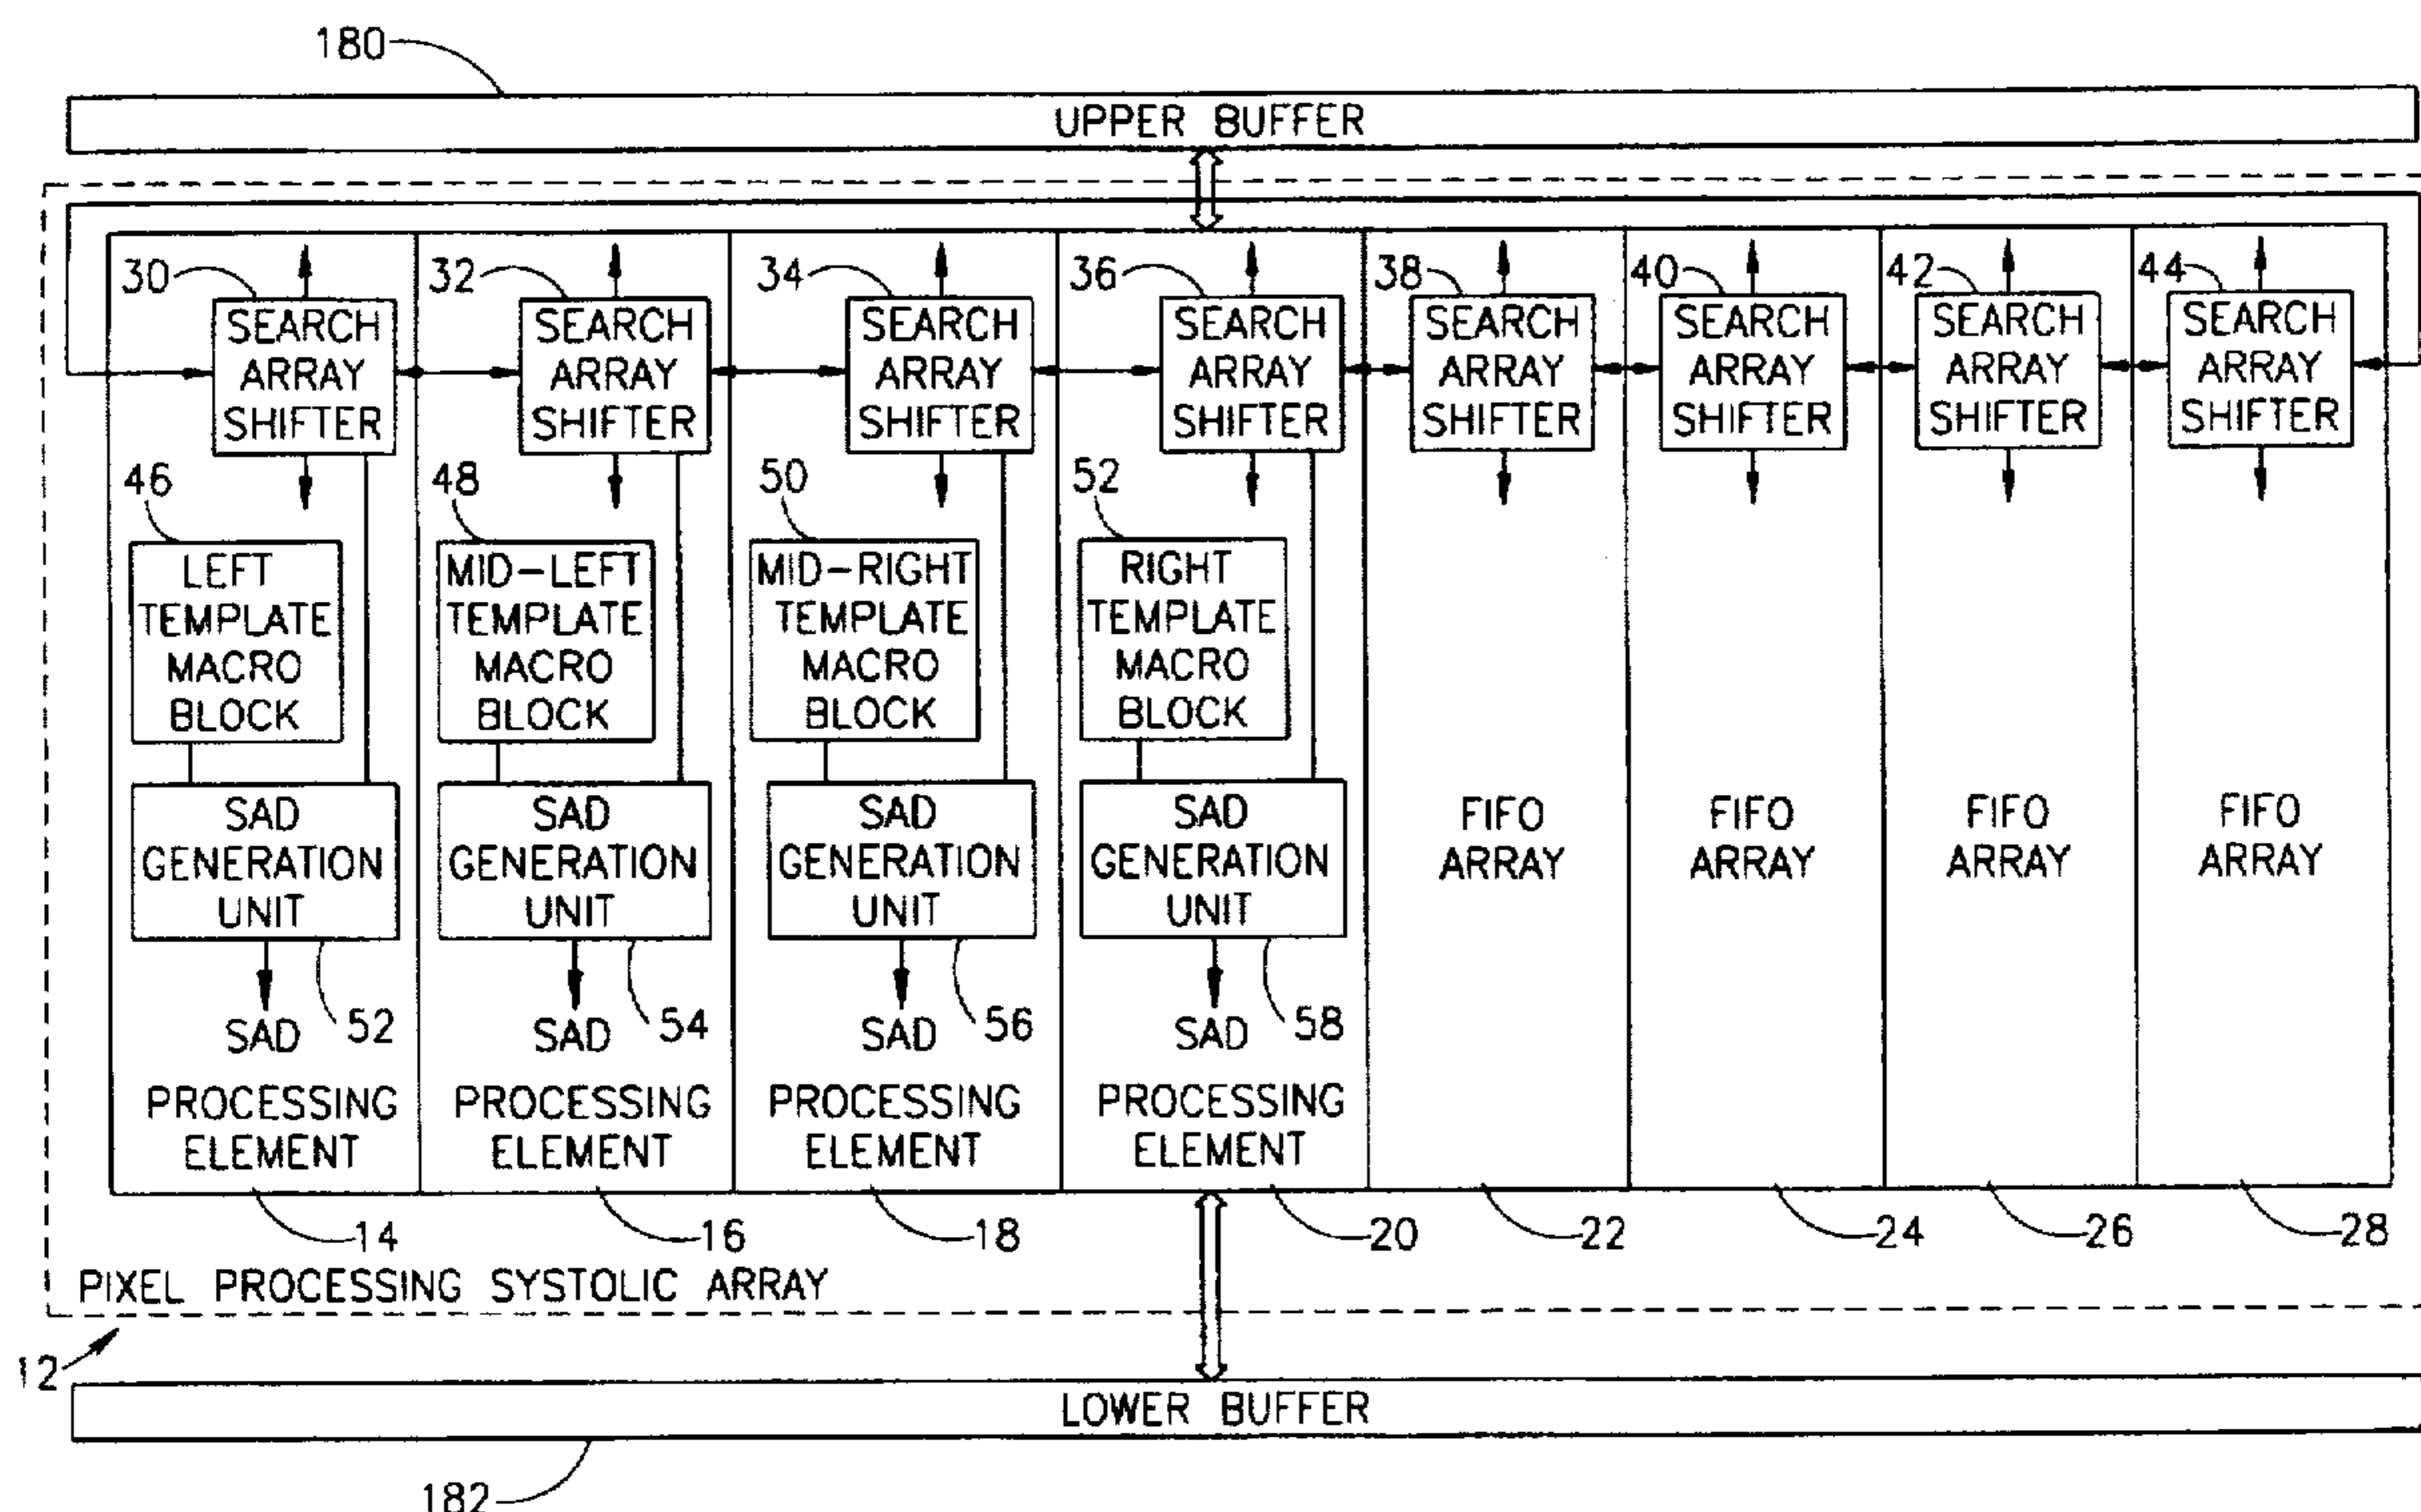 180
UPPER BUFFER
30
32
34
36
38
40
42
44
SEARCH
ARRAY
SHIFTER
SEARCH
ARRAY
SHIFTER
SEARCH
ARRAY
SHIFTER
SEARCH
ARRAY
SHIFTER
SEARCH
ARRAY
SHIFTER
SEARCH
ARRAY
SHIFTER
SEARCH
ARRAY
SHIFTER
SEARCH
ARRAY
SHIFTER
46
48
50
52
LEFT
TEMPLATE
MACRO
BLOCK
MID-LEFT
TEMPLATE
MACRO
BLOCK
MID-RIGHT
TEMPLATE
MACRO
BLOCK
RIGHT
TEMPLATE
MACRO
BLOCK
SAD
GENERATION
UNIT
SAD
GENERATION
UNIT
SAD
GENERATION
UNIT
SAD
GENERATION
UNIT
FIFO
ARRAY
FIFO
ARRAY
FIFO
ARRAY
FIFO
ARRAY
SAD
52
SAD
54
SAD
56
SAD
58
PROCESSING
ELEMENT
PROCESSING
ELEMENT
PROCESSING
ELEMENT
PROCESSING
ELEMENT
14
16
18
20
22
24
26
28
PIXEL PROCESSING SYSTOLIC ARRAY
12
LOWER BUFFER
182